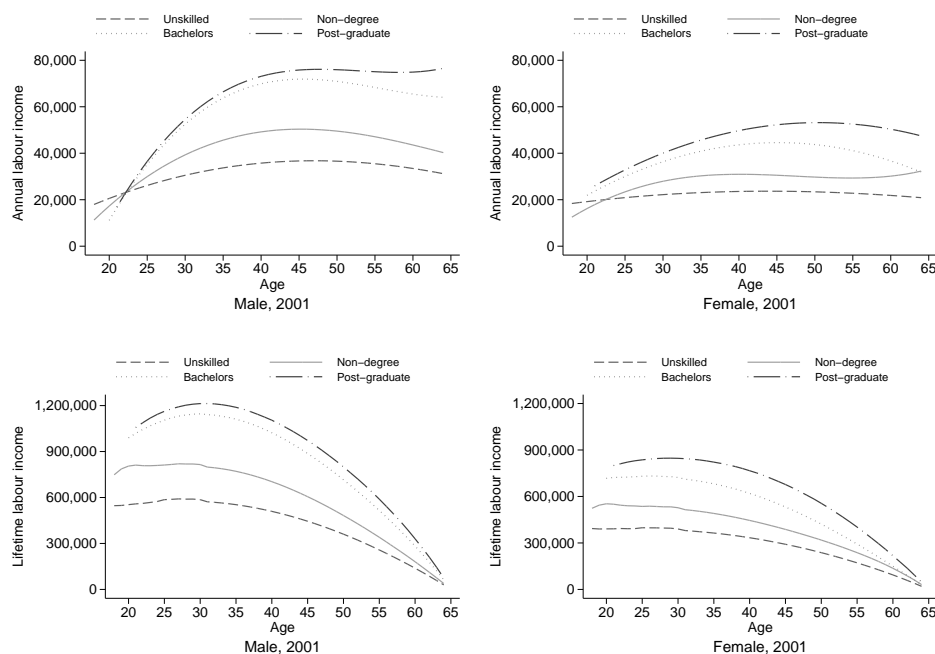 Unskilled Non−degree
Bachelors Post−graduate
80,000
60,000
40,000
20,000
0
Annual labour income
20 25 30 35 40 45 50 55 60 65
Age
Male, 2001
Unskilled Non−degree
Bachelors Post−graduate
80,000
60,000
40,000
20,000
0
Annual labour income
20 25 30 35 40 45 50 55 60 65
Age
Female, 2001
Unskilled Non−degree
Bachelors Post−graduate
1,200,000
900,000
600,000
300,000
0
Lifetime labour income
20 25 30 35 40 45 50 55 60 65
Age
Male, 2001
Unskilled Non−degree
Bachelors Post−graduate
1,200,000
900,000
600,000
300,000
0
Lifetime labour income
20 25 30 35 40 45 50 55 60 65
Age
Female, 2001